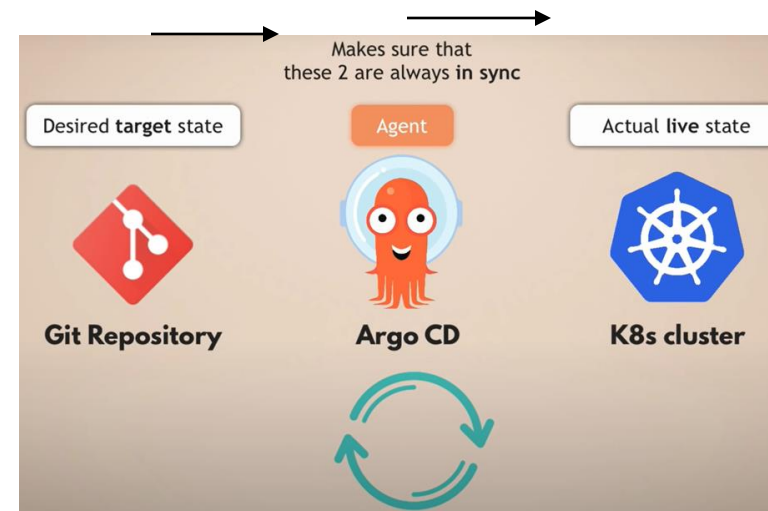 Makes sure that
these 2 are always in sync
Desired target state
Agent
Actual live state
Git Repository
Argo CD
K8s cluster